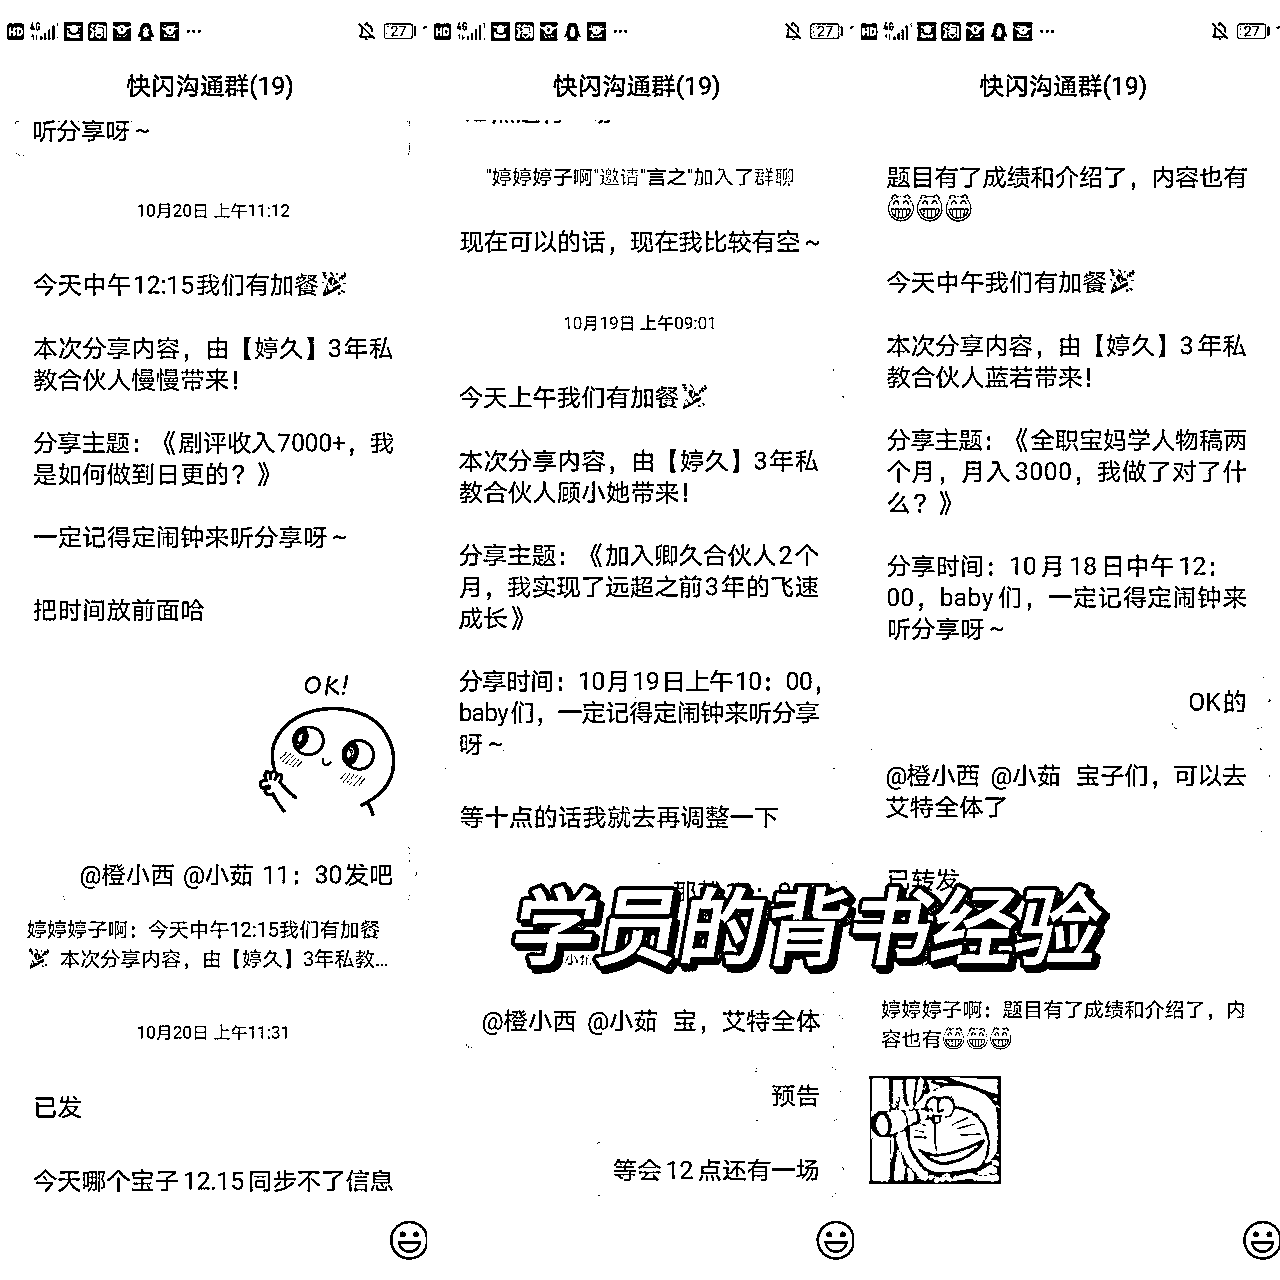 HD 4G 淘 ... 27
快闪沟通群(19)
听分享呀~
10月20日 上午11:12
今天中午12:15我们有加餐🎉
本次分享内容，由【婷久】3年私
教合伙人慢慢带来！
分享主题：《剧评收入7000+，我
是如何做到日更的？》
一定记得定闹钟来听分享呀~
把时间放前面哈
OK!
@橙小西 @小茹 11：30发吧
婷婷婷子啊：今天中午12:15我们有加餐
🎉 本次分享内容，由【婷久】3年私教...
10月20日 上午11:31
已发
今天哪个宝子12.15同步不了信息
HD 4G 淘 ... 27
快闪沟通群(19)
"婷婷婷子啊"邀请"言之"加入了群聊
现在可以的话，现在我比较有空~
10月19日 上午09:01
今天上午我们有加餐🎉
本次分享内容，由【婷久】3年私
教合伙人顾小她带来！
分享主题：《加入卿久合伙人2个
月，我实现了远超之前3年的飞速
成长》
分享时间：10月19日上午10：00，
baby们，一定记得定闹钟来听分享
呀~
等十点的话我就去再调整一下
学员的背书经验
@橙小西 @小茹 宝，艾特全体
预告
等会12点还有一场
HD 4G 淘 ... 27
快闪沟通群(19)
题目有了成绩和介绍了，内容也有
😁😁😁
今天中午我们有加餐🎉
本次分享内容，由【婷久】3年私
教合伙人蓝若带来！
分享主题：《全职宝妈学人物稿两
个月，月入3000，我做了对了什
么？》
分享时间：10月18日中午12：
00，baby们，一定记得定闹钟来
听分享呀~
OK的
@橙小西 @小茹 宝子们，可以去
艾特全体了
已转发
婷婷婷子啊：题目有了成绩和介绍了，内
容也有😁😁😁